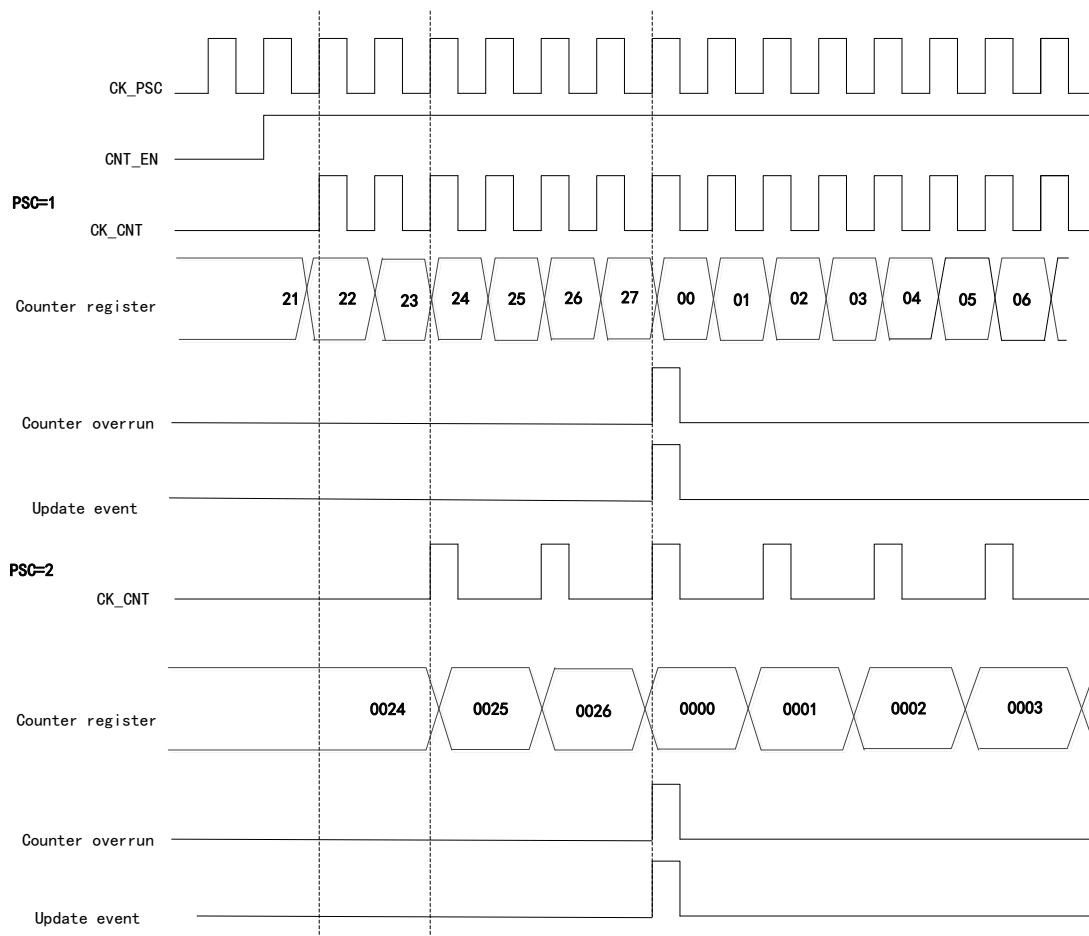 CK_PSC
CNT_EN
PSC=1
CK_CNT
Counter register 21 22 23 24 25 26 27 00 01 02 03 04 05 06
Counter overrun
Update event
PSC=2
CK_CNT
Counter register 0024 0025 0026 0000 0001 0002 0003
Counter overrun
Update event